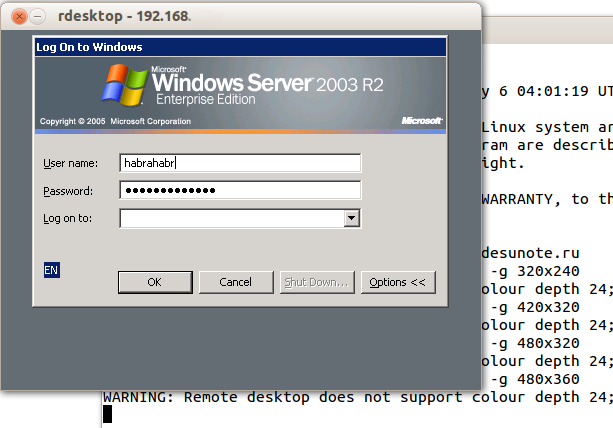 rdesktop - 192.168.
Log On to Windows
Microsoft
Windows Server 2003 R2
Enterprise Edition
Copyright © 2005 Microsoft Corporation
Microsoft
User name:
habrahabr
Password:
●●●●●●●●●●●●●
Log on to:
EN
OK
Cancel
Shut Down...
Options <<
y 6 04:01:19 UT
Linux system ar
ram are describ
ight.
WARRANTY, to th
desunote.ru
-g 320x240
olour depth 24;
-g 420x320
olour depth 24;
-g 480x320
olour depth 24;
-g 480x360
WARNING: Remote desktop does not support colour depth 24;